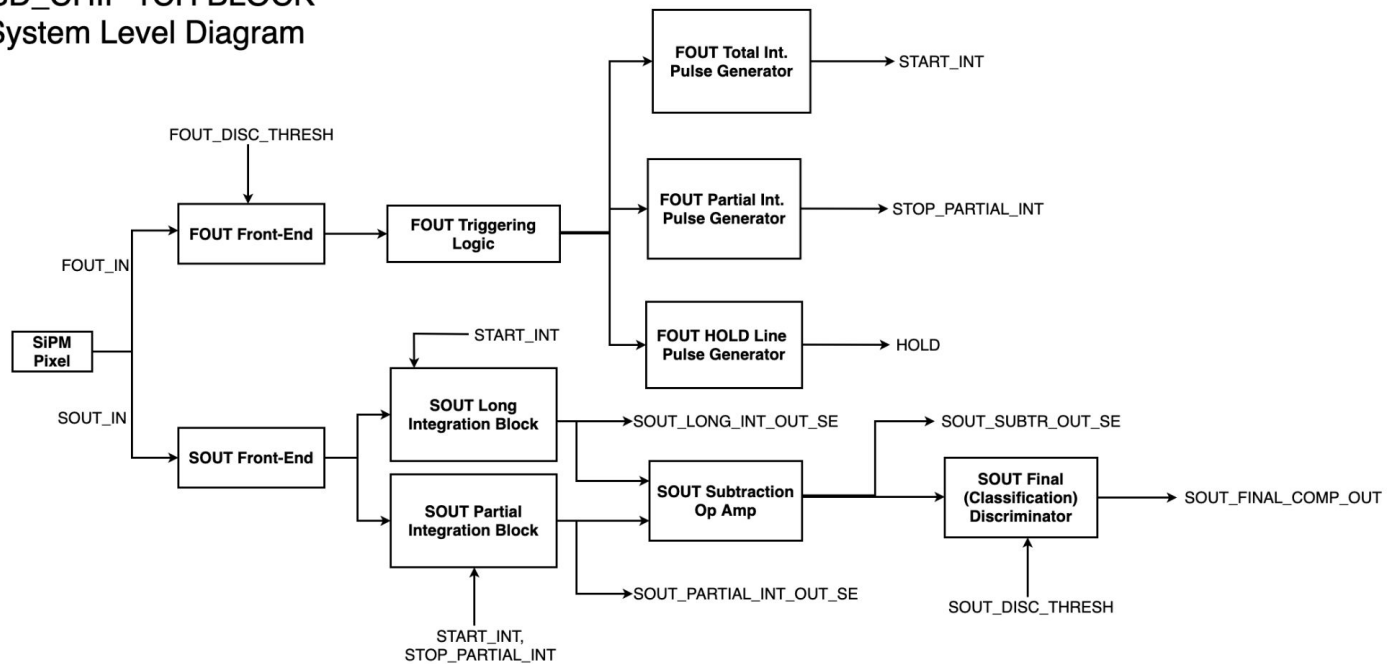 System Level Diagram
FOUT Total Int.
Pulse Generator
START_INT
FOUT_DISC_THRESH
FOUT Partial Int.
Pulse Generator
STOP_PARTIAL_INT
FOUT Front-End
FOUT Triggering
Logic
FOUT_IN
FOUT HOLD Line
Pulse Generator
HOLD
SiPM
Pixel
START_INT
SOUT_IN
SOUT Long
Integration Block
SOUT_LONG_INT_OUT_SE
SOUT_SUBTR_OUT_SE
SOUT Front-End
SOUT Subtraction
Op Amp
SOUT Final
(Classification)
Discriminator
SOUT_FINAL_COMP_OUT
SOUT Partial
Integration Block
SOUT_PARTIAL_INT_OUT_SE
SOUT_DISC_THRESH
START_INT,
STOP_PARTIAL_INT